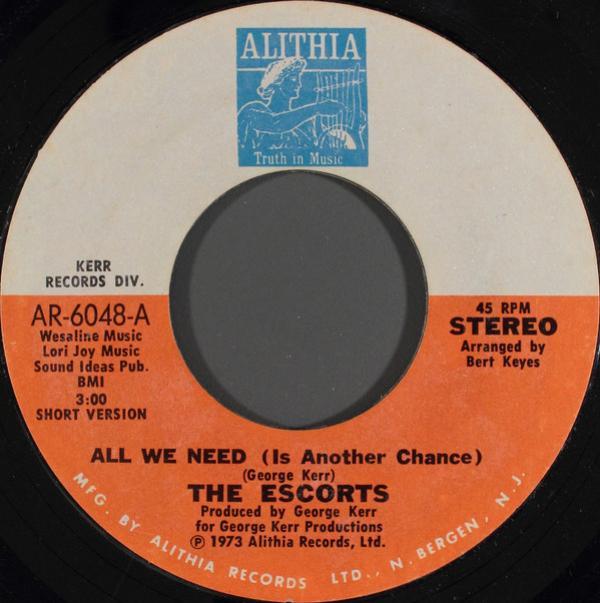 ALITHIA
Truth in Music
KERR
RECORDS DIV.
AR-6048-A
Wesaline Music
Lori Joy Music
Sound Ideas Pub.
BMI
3:00
SHORT VERSION
45 RPM
STEREO
Arranged by
Bert Keyes
ALL WE NEED (Is Another Chance)
(George Kerr)
THE ESCORTS
Produced by George Kerr
for George Kerr Productions
℗ 1973 Alithia Records, Ltd.
MFG. BY ALITHIA RECORDS LTD., N. BERGEN, N.J.